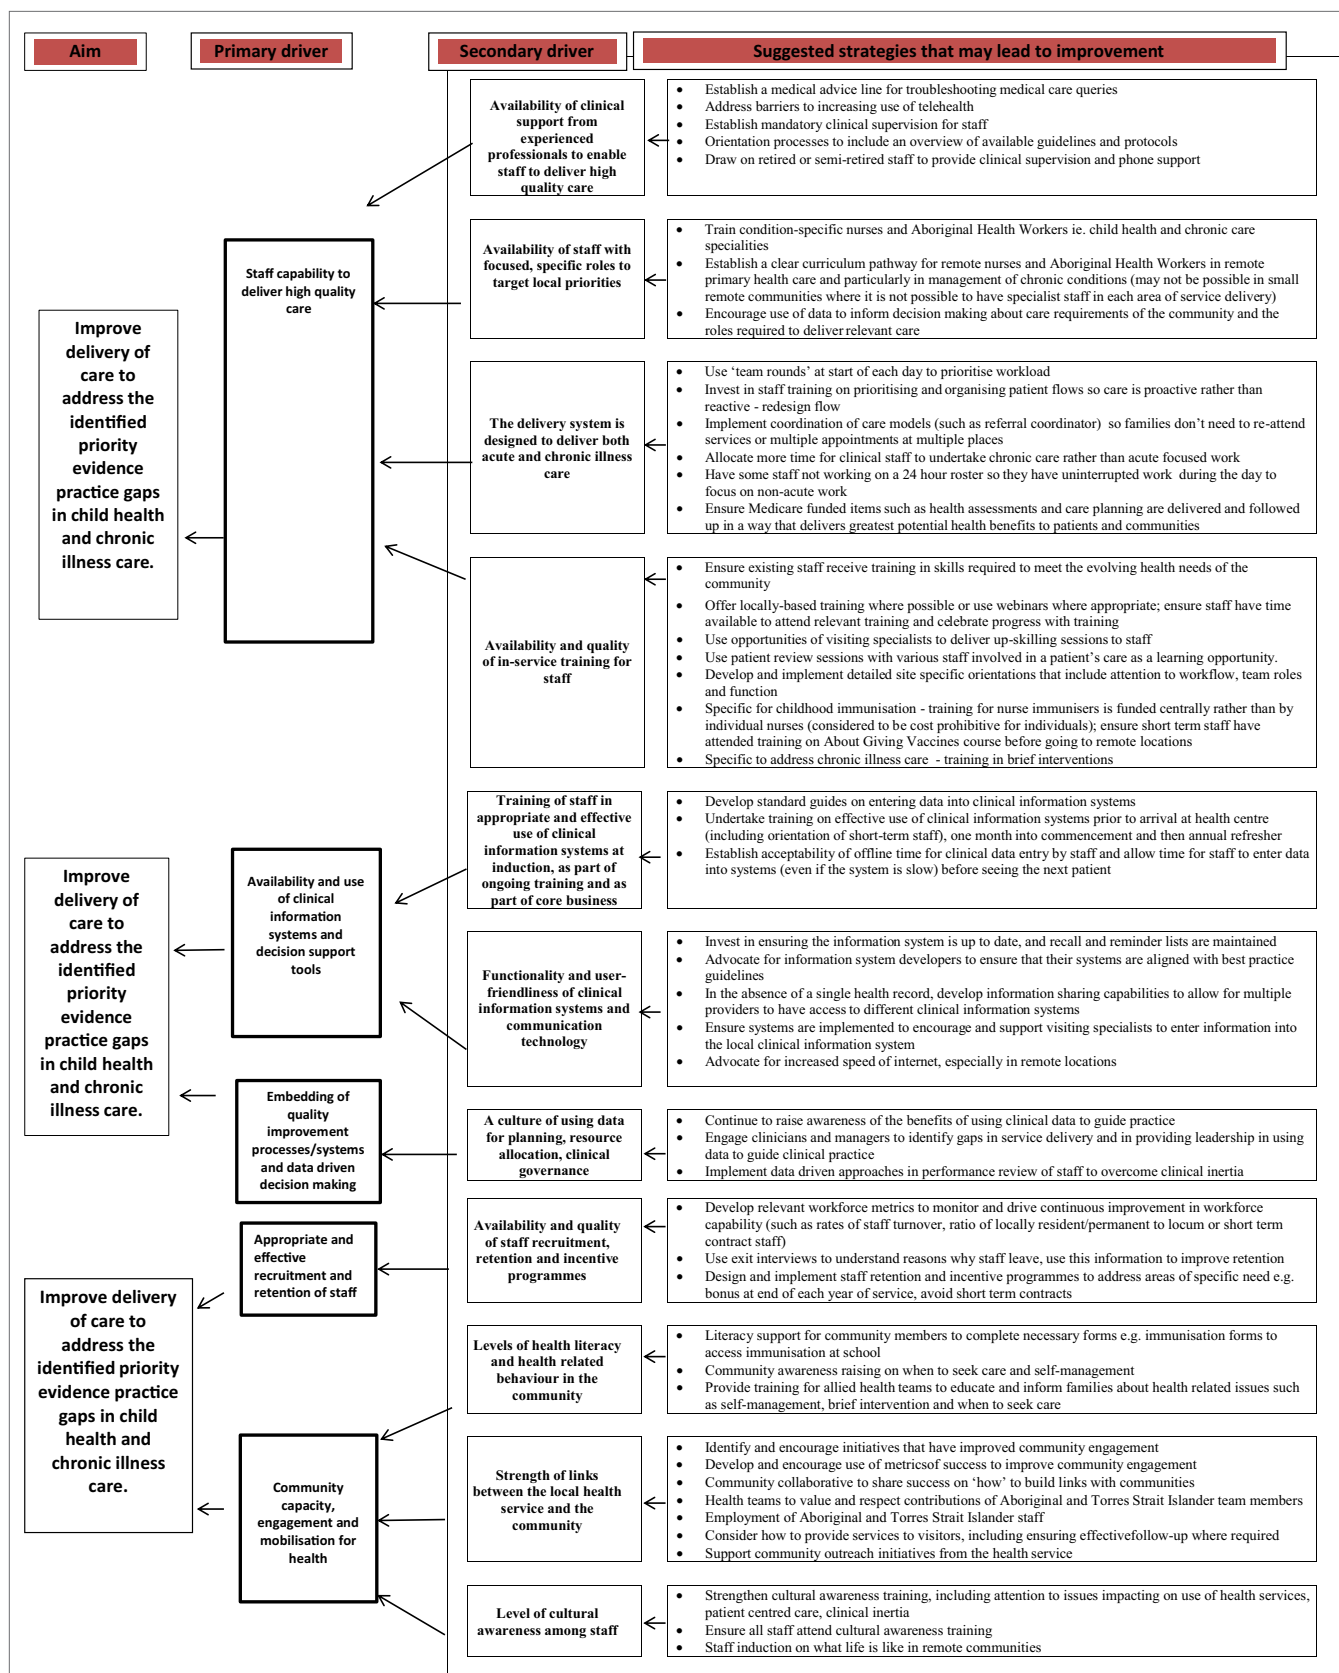 Aim
Primary driver
Secondary driver
Suggested strategies that may lead to improvement
Improve
delivery of
care to
address the
identified
priority
evidence
practice gaps
in child health
and chronic
illness care.
Staff capability to
deliver high quality
care
Availability of clinical
support from
experienced
professionals to enable
staff to deliver high
quality care
• Establish a medical advice line for troubleshooting medical care queries
• Address barriers to increasing use of telehealth
• Establish mandatory clinical supervision for staff
• Orientation processes to include an overview of available guidelines and protocols
• Draw on retired or semi-retired staff to provide clinical supervision and phone support
Availability of staff with
focused, specific roles to
target local priorities
• Train condition-specific nurses and Aboriginal Health Workers ie. child health and chronic care
specialities
• Establish a clear curriculum pathway for remote nurses and Aboriginal Health Workers in remote
primary health care and particularly in management of chronic conditions (may not be possible in small
remote communities where it is not possible to have specialist staff in each area of service delivery)
• Encourage use of data to inform decision making about care requirements of the community and the
roles required to deliver relevant care
The delivery system is
designed to deliver both
acute and chronic illness
care
• Use ‘team rounds’ at start of each day to prioritise workload
• Invest in staff training on prioritising and organising patient flows so care is proactive rather than
reactive - redesign flow
• Implement coordination of care models (such as referral coordinator) so families don’t need to re-attend
services or multiple appointments at multiple places
• Allocate more time for clinical staff to undertake chronic care rather than acute focused work
• Have some staff not working on a 24 hour roster so they have uninterrupted work during the day to
focus on non-acute work
• Ensure Medicare funded items such as health assessments and care planning are delivered and followed
up in a way that delivers greatest potential health benefits to patients and communities
Availability and quality
of in-service training for
staff
• Ensure existing staff receive training in skills required to meet the evolving health needs of the
community
• Offer locally-based training where possible or use webinars where appropriate; ensure staff have time
available to attend relevant training and celebrate progress with training
• Use opportunities of visiting specialists to deliver up-skilling sessions to staff
• Use patient review sessions with various staff involved in a patient’s care as a learning opportunity.
• Develop and implement detailed site specific orientations that include attention to workflow, team roles
and function
• Specific for childhood immunisation - training for nurse immunisers is funded centrally rather than by
individual nurses (considered to be cost prohibitive for individuals); ensure short term staff have
attended training on About Giving Vaccines course before going to remote locations
• Specific to address chronic illness care - training in brief interventions
Improve
delivery of
care to
address the
identified
priority
evidence
practice gaps
in child health
and chronic
illness care.
Availability and use
of clinical
information
systems and
decision support
tools
Training of staff in
appropriate and effective
use of clinical
information systems at
induction, as part of
ongoing training and as
part of core business
• Develop standard guides on entering data into clinical information systems
• Undertake training on effective use of clinical information systems prior to arrival at health centre
(including orientation of short-term staff), one month into commencement and then annual refresher
• Establish acceptability of offline time for clinical data entry by staff and allow time for staff to enter data
into systems (even if the system is slow) before seeing the next patient
Functionality and user-
friendliness of clinical
information systems and
communication
technology
• Invest in ensuring the information system is up to date, and recall and reminder lists are maintained
• Advocate for information system developers to ensure that their systems are aligned with best practice
guidelines
• In the absence of a single health record, develop information sharing capabilities to allow for multiple
providers to have access to different clinical information systems
• Ensure systems are implemented to encourage and support visiting specialists to enter information into
the local clinical information system
• Advocate for increased speed of internet, especially in remote locations
Embedding of
quality
improvement
processes/systems
and data driven
decision making
A culture of using data
for planning, resource
allocation, clinical
governance
• Continue to raise awareness of the benefits of using clinical data to guide practice
• Engage clinicians and managers to identify gaps in service delivery and in providing leadership in using
data to guide clinical practice
• Implement data driven approaches in performance review of staff to overcome clinical inertia
Improve delivery
of care to
address the
identified priority
evidence practice
gaps in child
health and
chronic illness
care.
Appropriate and
effective
recruitment and
retention of staff
Availability and quality
of staff recruitment,
retention and incentive
programmes
• Develop relevant workforce metrics to monitor and drive continuous improvement in workforce
capability (such as rates of staff turnover, ratio of locally resident/permanent to locum or short term
contract staff)
• Use exit interviews to understand reasons why staff leave, use this information to improve retention
• Design and implement staff retention and incentive programmes to address areas of specific need e.g.
bonus at end of each year of service, avoid short term contracts
Community
capacity,
engagement and
mobilisation for
health
Levels of health literacy
and health related
behaviour in the
community
• Literacy support for community members to complete necessary forms e.g. immunisation forms to
access immunisation at school
• Community awareness raising on when to seek care and self-management
• Provide training for allied health teams to educate and inform families about health related issues such
as self-management, brief intervention and when to seek care
Strength of links
between the local health
service and the
community
• Identify and encourage initiatives that have improved community engagement
• Develop and encourage use of metricsof success to improve community engagement
• Community collaborative to share success on ‘how’ to build links with communities
• Health teams to value and respect contributions of Aboriginal and Torres Strait Islander team members
• Employment of Aboriginal and Torres Strait Islander staff
• Consider how to provide services to visitors, including ensuring effectivefollow-up where required
• Support community outreach initiatives from the health service
Level of cultural
awareness among staff
• Strengthen cultural awareness training, including attention to issues impacting on use of health services,
patient centred care, clinical inertia
• Ensure all staff attend cultural awareness training
• Staff induction on what life is like in remote communities